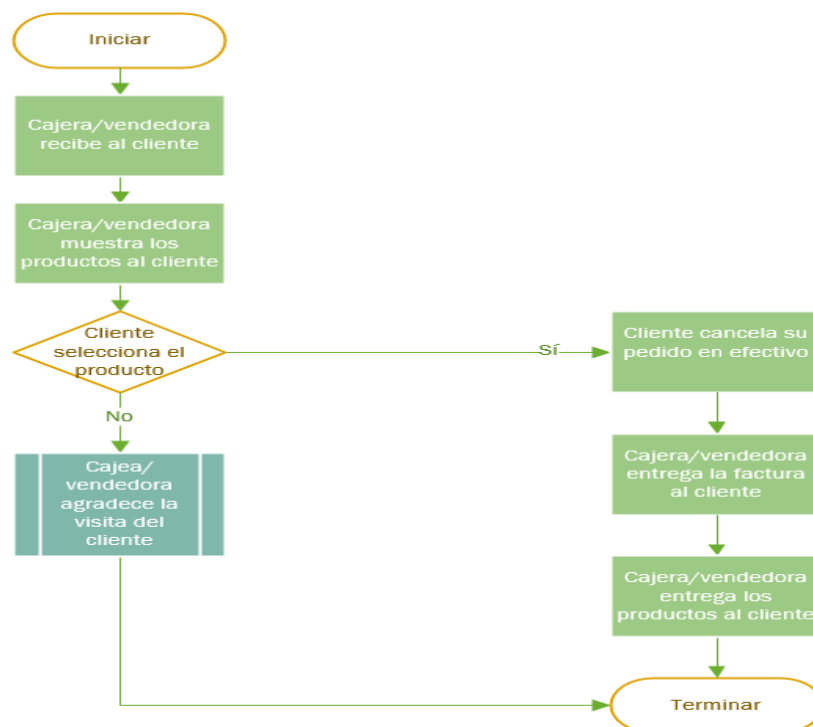 Iniciar
Cajera/vendedora
recibe al cliente
Cajera/vendedora
muestra los
productos al cliente
Cliente
selecciona el
producto
Sí
Cliente cancela su
pedido en efectivo
No
Cajea/
vendedora
agradece la
visita del
cliente
Cajera/vendedora
entrega la factura
al cliente
Cajera/vendedora
entrega los
productos al cliente
Terminar